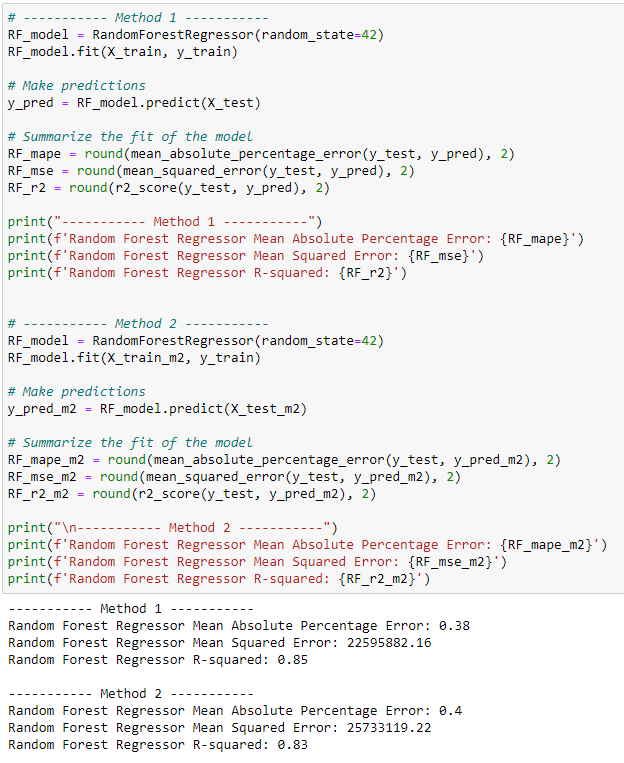 # ----------- Method 1 -----------
RF_model = RandomForestRegressor(random_state=42)
RF_model.fit(X_train, y_train)

# Make predictions
y_pred = RF_model.predict(X_test)

# Summarize the fit of the model
RF_mape = round(mean_absolute_percentage_error(y_test, y_pred), 2)
RF_mse = round(mean_squared_error(y_test, y_pred), 2)
RF_r2 = round(r2_score(y_test, y_pred), 2)

print("----------- Method 1 -----------")
print(f'Random Forest Regressor Mean Absolute Percentage Error: {RF_mape}')
print(f'Random Forest Regressor Mean Squared Error: {RF_mse}')
print(f'Random Forest Regressor R-squared: {RF_r2}')

# ----------- Method 2 -----------
RF_model = RandomForestRegressor(random_state=42)
RF_model.fit(X_train_m2, y_train)

# Make predictions
y_pred_m2 = RF_model.predict(X_test_m2)

# Summarize the fit of the model
RF_mape_m2 = round(mean_absolute_percentage_error(y_test, y_pred_m2), 2)
RF_mse_m2 = round(mean_squared_error(y_test, y_pred_m2), 2)
RF_r2_m2 = round(r2_score(y_test, y_pred_m2), 2)

print("\n----------- Method 2 -----------")
print(f'Random Forest Regressor Mean Absolute Percentage Error: {RF_mape_m2}')
print(f'Random Forest Regressor Mean Squared Error: {RF_mse_m2}')
print(f'Random Forest Regressor R-squared: {RF_r2_m2}')

----------- Method 1 -----------
Random Forest Regressor Mean Absolute Percentage Error: 0.38
Random Forest Regressor Mean Squared Error: 22595882.16
Random Forest Regressor R-squared: 0.85

----------- Method 2 -----------
Random Forest Regressor Mean Absolute Percentage Error: 0.4
Random Forest Regressor Mean Squared Error: 25733119.22
Random Forest Regressor R-squared: 0.83